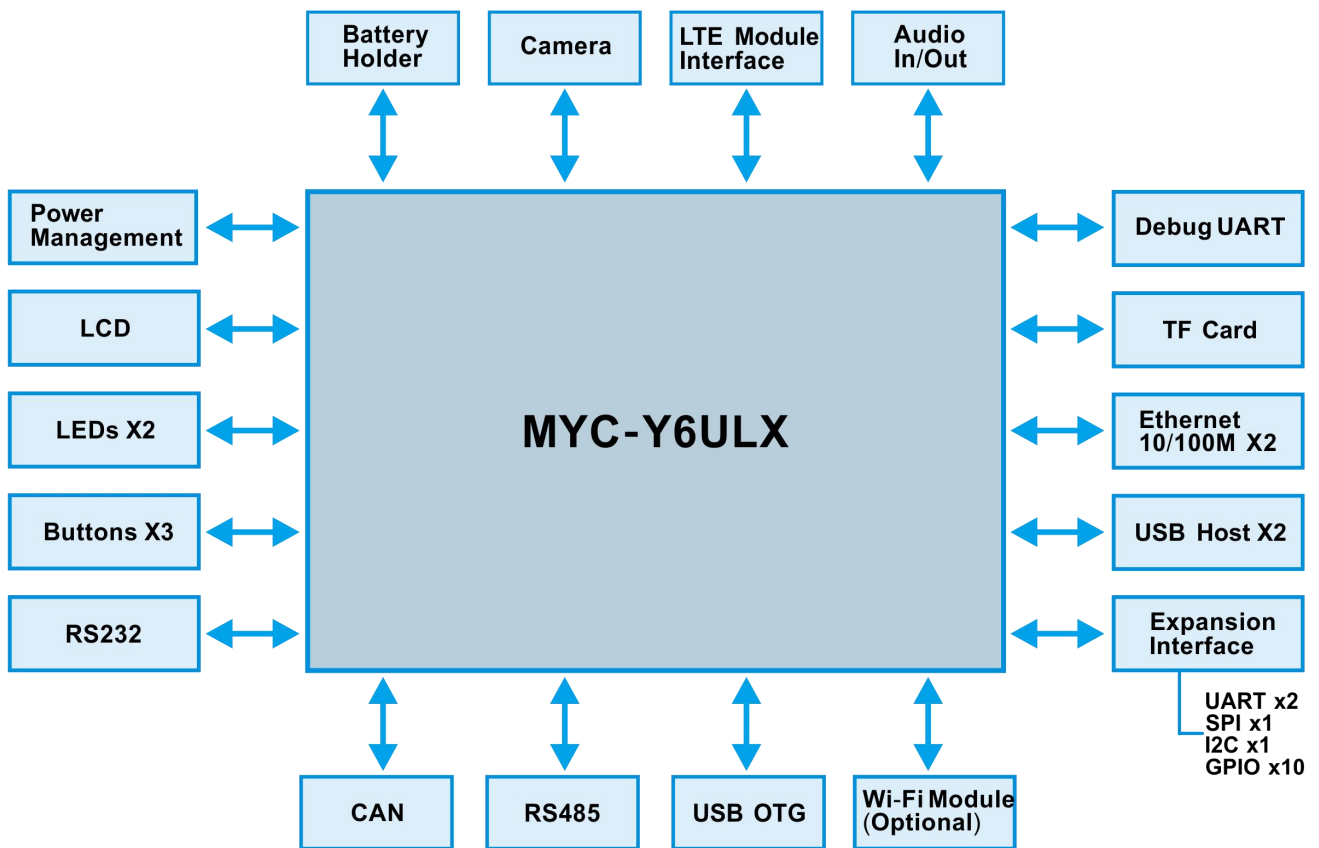 Battery
Holder
Camera
LTE Module
Interface
Audio
In/Out
Power
Management
LCD
LEDs X2
Buttons X3
RS232
MYC-Y6ULX
Debug UART
TF Card
Ethernet
10/100M X2
USB Host X2
Expansion
Interface
UART x2
SPI x1
I2C x1
GPIO x10
CAN
RS485
USB OTG
Wi-Fi Module
(Optional)